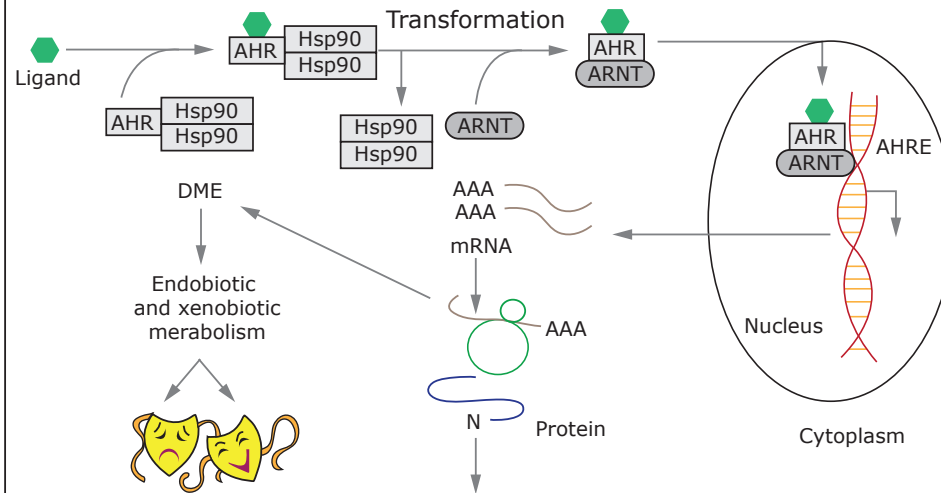 Transformation
Ligand
AHR
Hsp90
Hsp90
AHR
Hsp90
Hsp90
Hsp90
Hsp90
ARNT
AHR
ARNT
AHR
ARNT
AHRE
Nucleus
Cytoplasm
AAA
AAA
mRNA
AAA
N
Protein
DME
Endobiotic
and xenobiotic
merabolism